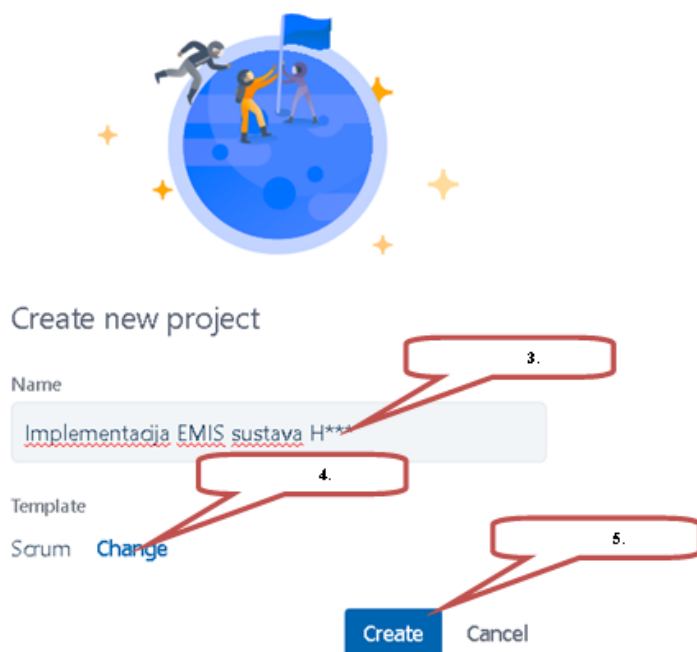 Create new project
3.
Name
Implementacija EMIS sustava H***
4.
Template
Scrum Change
5.
Create Cancel